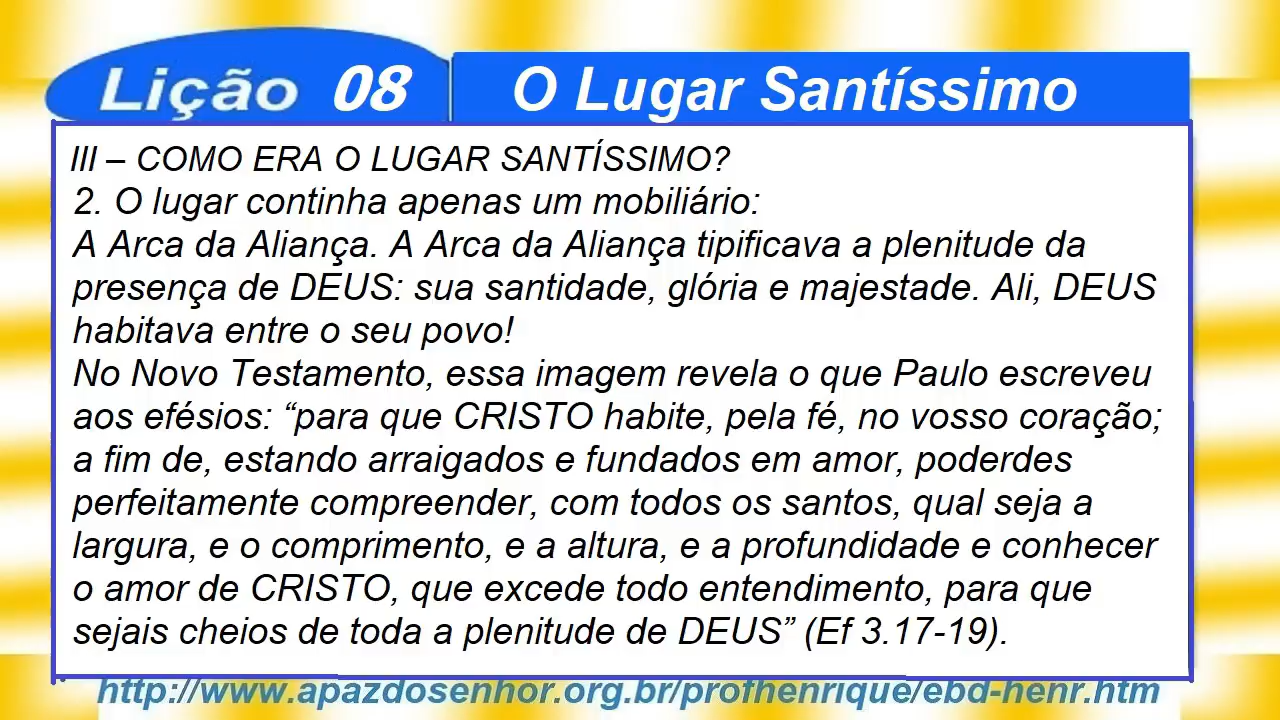 Lição 08 O Lugar Santíssimo
III – COMO ERA O LUGAR SANTÍSSIMO?
2. O lugar continha apenas um mobiliário:
A Arca da Aliança. A Arca da Aliança tipificava a plenitude da
presença de DEUS: sua santidade, glória e majestade. Ali, DEUS
habitava entre o seu povo!
No Novo Testamento, essa imagem revela o que Paulo escreveu
aos efésios: “para que CRISTO habite, pela fé, no vosso coração;
a fim de, estando arraigados e fundados em amor, poderdes
perfeitamente compreender, com todos os santos, qual seja a
largura, e o comprimento, e a altura, e a profundidade e conhecer
o amor de CRISTO, que excede todo entendimento, para que
sejais cheios de toda a plenitude de DEUS” (Ef 3.17-19).
http://www.apazdosenhor.org.br/profhenrique/ebd-henr.htm